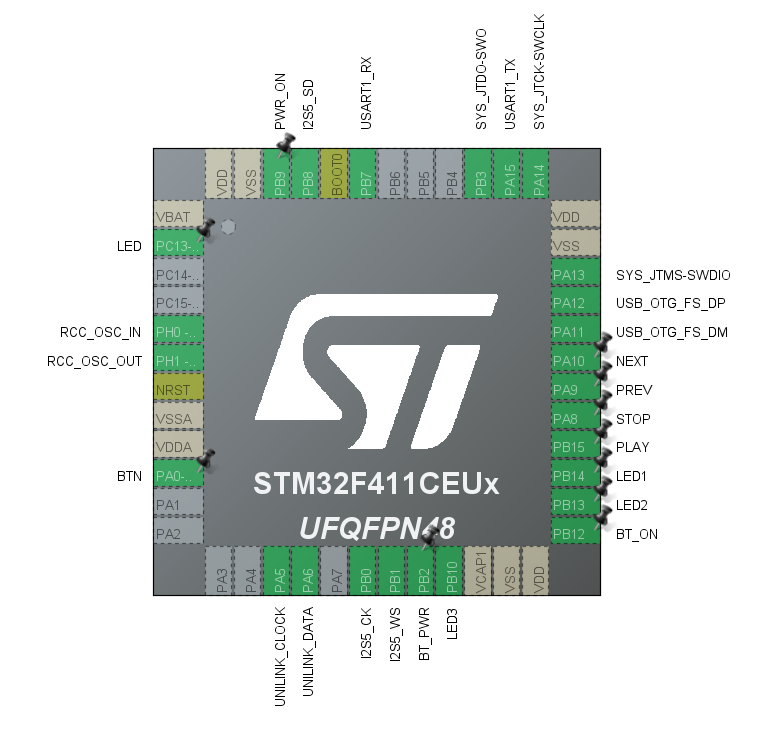 PWR_ON
I2S5_SD
USART1_RX
SYS_JTDO-SWO
USART1_TX
SYS_JTCK-SWCLK
VDD
VSS
PB9
PB8
BOOT0
PB7
PB6
PB5
PB4
PB3
PA15
PA14
VBAT
LED PC13-..
PC14-..
PC15-..
RCC_OSC_IN PH0 -..
RCC_OSC_OUT PH1 -..
NRST
VSSA
VDDA
BTN PA0-..
PA1
PA2
VDD
VSS
PA13 SYS_JTMS-SWDIO
PA12 USB_OTG_FS_DP
PA11 USB_OTG_FS_DM
PA10 NEXT
PA9 PREV
PA8 STOP
PB15 PLAY
PB14 LED1
PB13 LED2
PB12 BT_ON
ST
STM32F411CEUx
UFQFPN48
PA3
PA4
PA5
PA6
PA7
PB0
PB1
PB2
PB10
VCAP1
VSS
VDD
UNILINK_CLOCK
UNILINK_DATA
I2S5_CK
I2S5_WS
BT_PWR
LED3